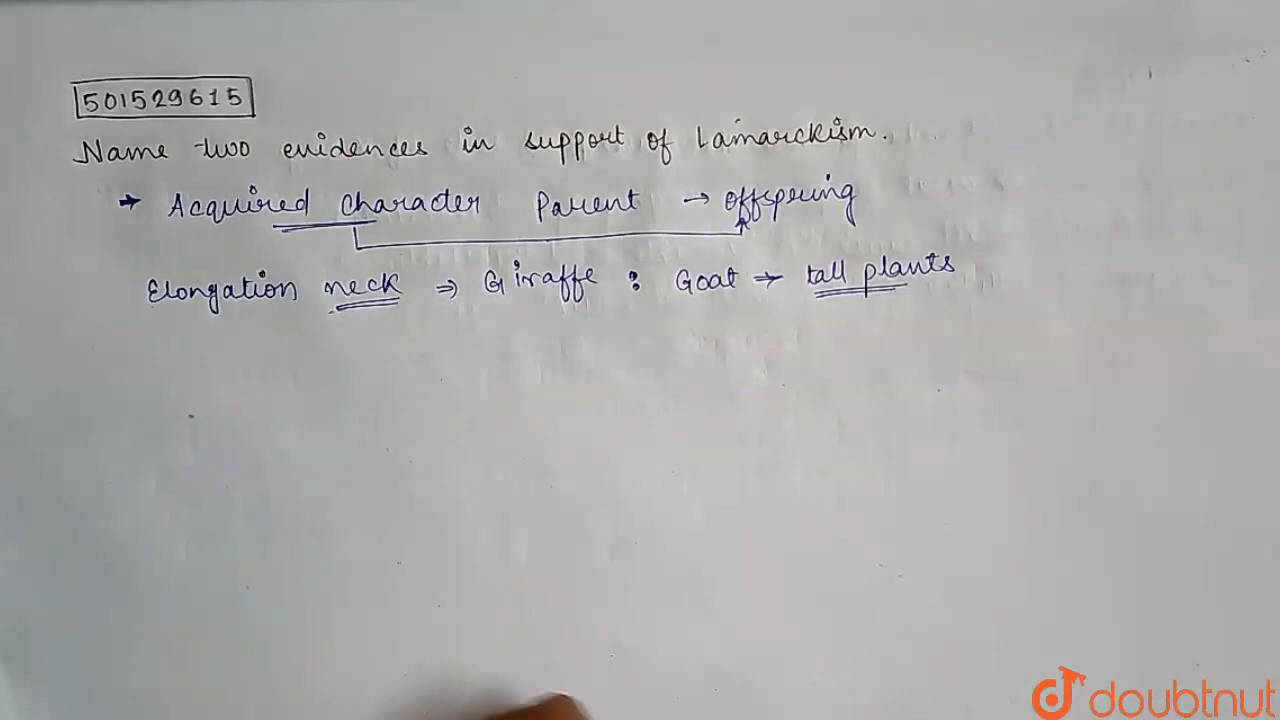 501529615
Name two evidences in support of Lamarckism.
→ Acquired Character Parent → Offspring
Elongation neck ⇒ Giraffe : Goat → tall plants
doubtnut